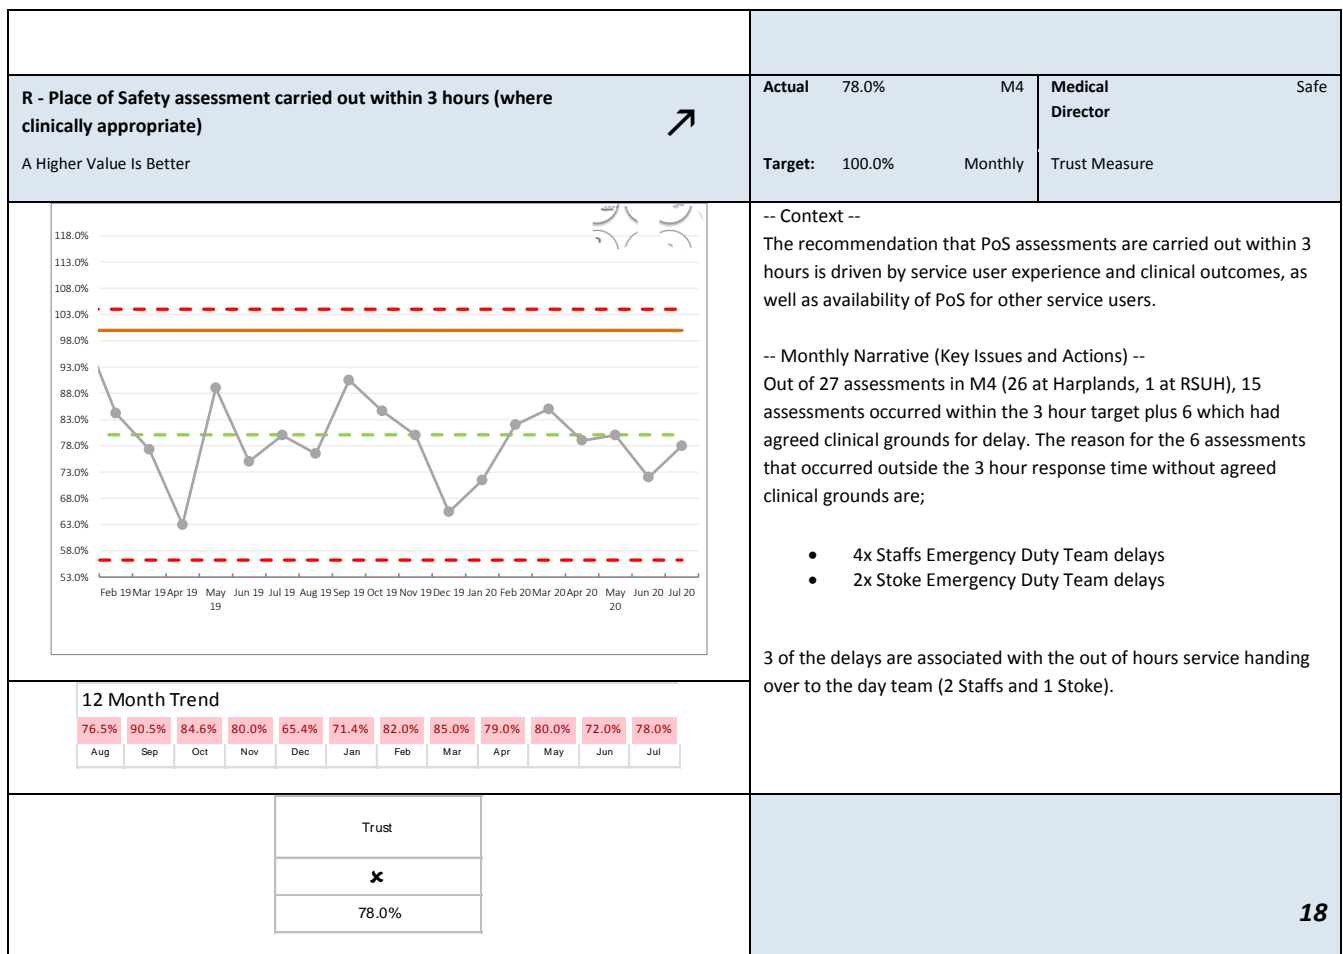 R - Place of Safety assessment carried out within 3 hours (where
clinically appropriate)
A Higher Value Is Better
Actual 78.0% M4
Medical Safe
Director
Target: 100.0% Monthly Trust Measure
118.0%
113.0%
108.0%
103.0%
98.0%
93.0%
88.0%
83.0%
78.0%
73.0%
68.0%
63.0%
58.0%
53.0%
Feb 19 Mar 19 Apr 19 May 19 Jun 19 Jul 19 Aug 19 Sep 19 Oct 19 Nov 19 Dec 19 Jan 20 Feb 20 Mar 20 Apr 20 May 20 Jun 20 Jul 20
12 Month Trend
76.5% 90.5% 84.6% 80.0% 65.4% 71.4% 82.0% 85.0% 79.0% 80.0% 72.0% 78.0%
Aug Sep Oct Nov Dec Jan Feb Mar Apr May Jun Jul
-- Context --
The recommendation that PoS assessments are carried out within 3
hours is driven by service user experience and clinical outcomes, as
well as availability of PoS for other service users.
-- Monthly Narrative (Key Issues and Actions) --
Out of 27 assessments in M4 (26 at Harplands, 1 at RSUH), 15
assessments occurred within the 3 hour target plus 6 which had
agreed clinical grounds for delay. The reason for the 6 assessments
that occurred outside the 3 hour response time without agreed
clinical grounds are;
• 4x Staffs Emergency Duty Team delays
• 2x Stoke Emergency Duty Team delays
3 of the delays are associated with the out of hours service handing
over to the day team (2 Staffs and 1 Stoke).
Trust
78.0%
18